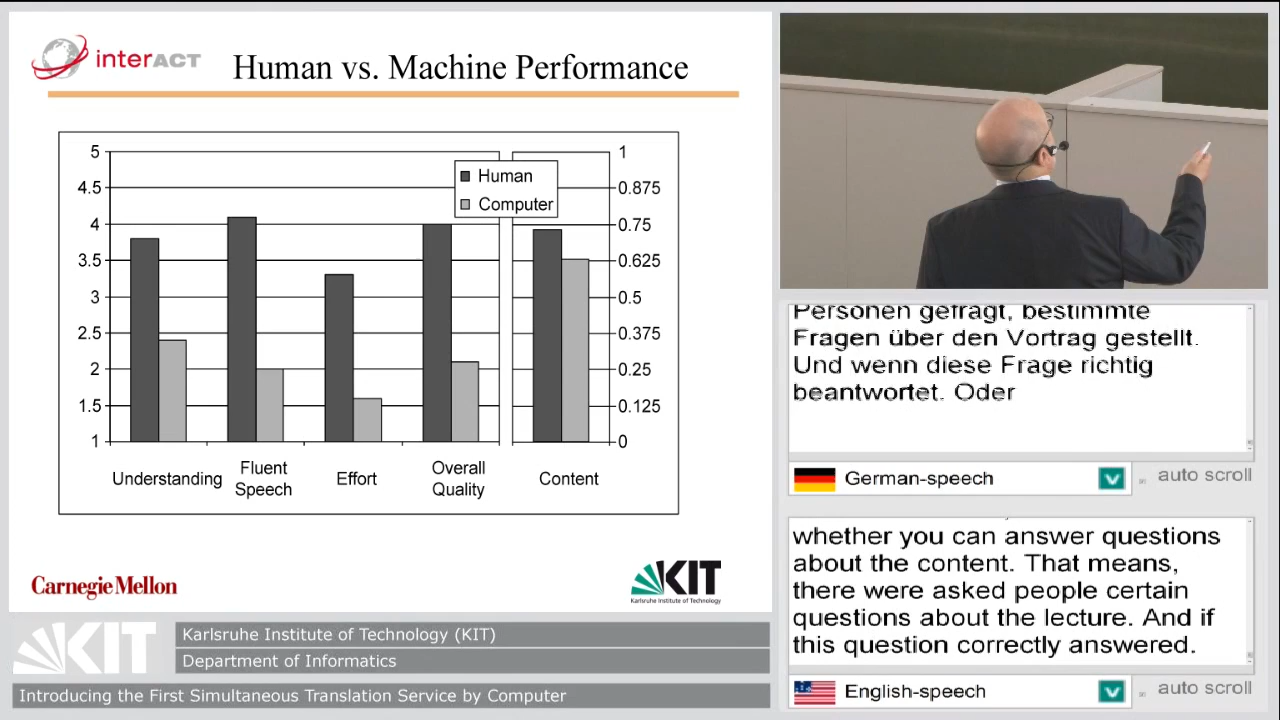 interACT
Human vs. Machine Performance
5
4.5
4
3.5
3
2.5
2
1.5
1
Human
Computer
1
0.875
0.75
0.625
0.5
0.375
0.25
0.125
0
Understanding
Fluent
Speech
Effort
Overall
Quality
Content
Carnegie Mellon
KIT
Karlsruhe Institute of Technology
KIT
Karlsruhe Institute of Technology (KIT)
Department of Informatics
Introducing the First Simultaneous Translation Service by Computer
Personen gefragt, bestimmte
Fragen über den Vortrag gestellt.
Und wenn diese Frage richtig
beantwortet. Oder
German-speech
auto scroll
whether you can answer questions
about the content. That means,
there were asked people certain
questions about the lecture. And if
this question correctly answered.
English-speech
auto scroll